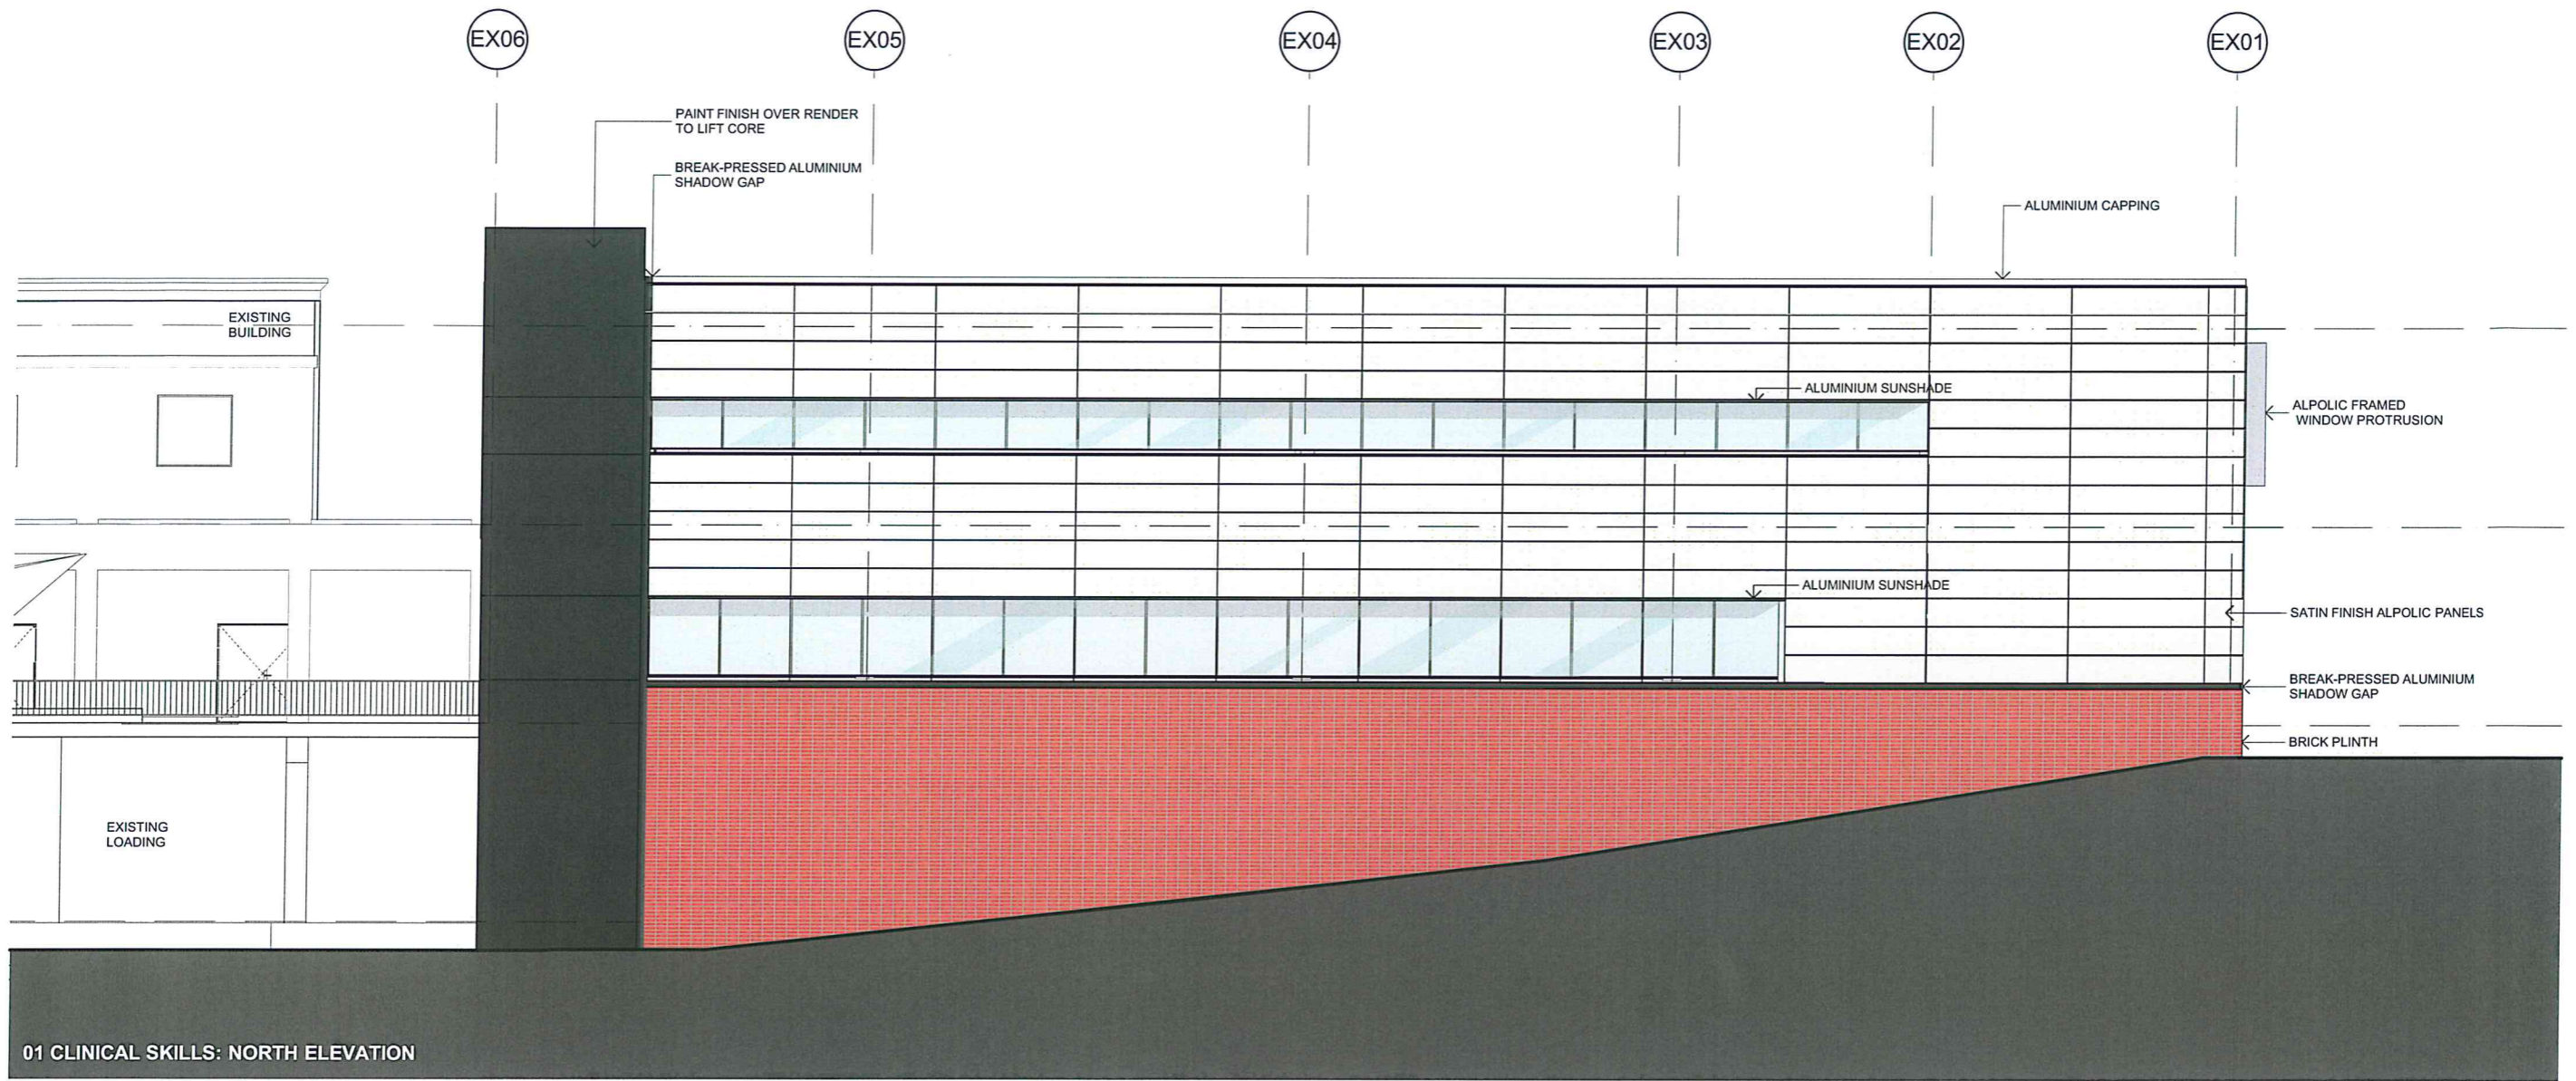 EX06
EX05
EX04
EX03
EX02
EX01
PAINT FINISH OVER RENDER
TO LIFT CORE
BREAK-PRESSED ALUMINIUM
SHADOW GAP
ALUMINIUM CAPPING
EXISTING
BUILDING
ALUMINIUM SUNSHADE
ALPOLIC FRAMED
WINDOW PROTRUSION
ALUMINIUM SUNSHADE
SATIN FINISH ALPOLIC PANELS
BREAK-PRESSED ALUMINIUM
SHADOW GAP
BRICK PLINTH
EXISTING
LOADING
01 CLINICAL SKILLS: NORTH ELEVATION